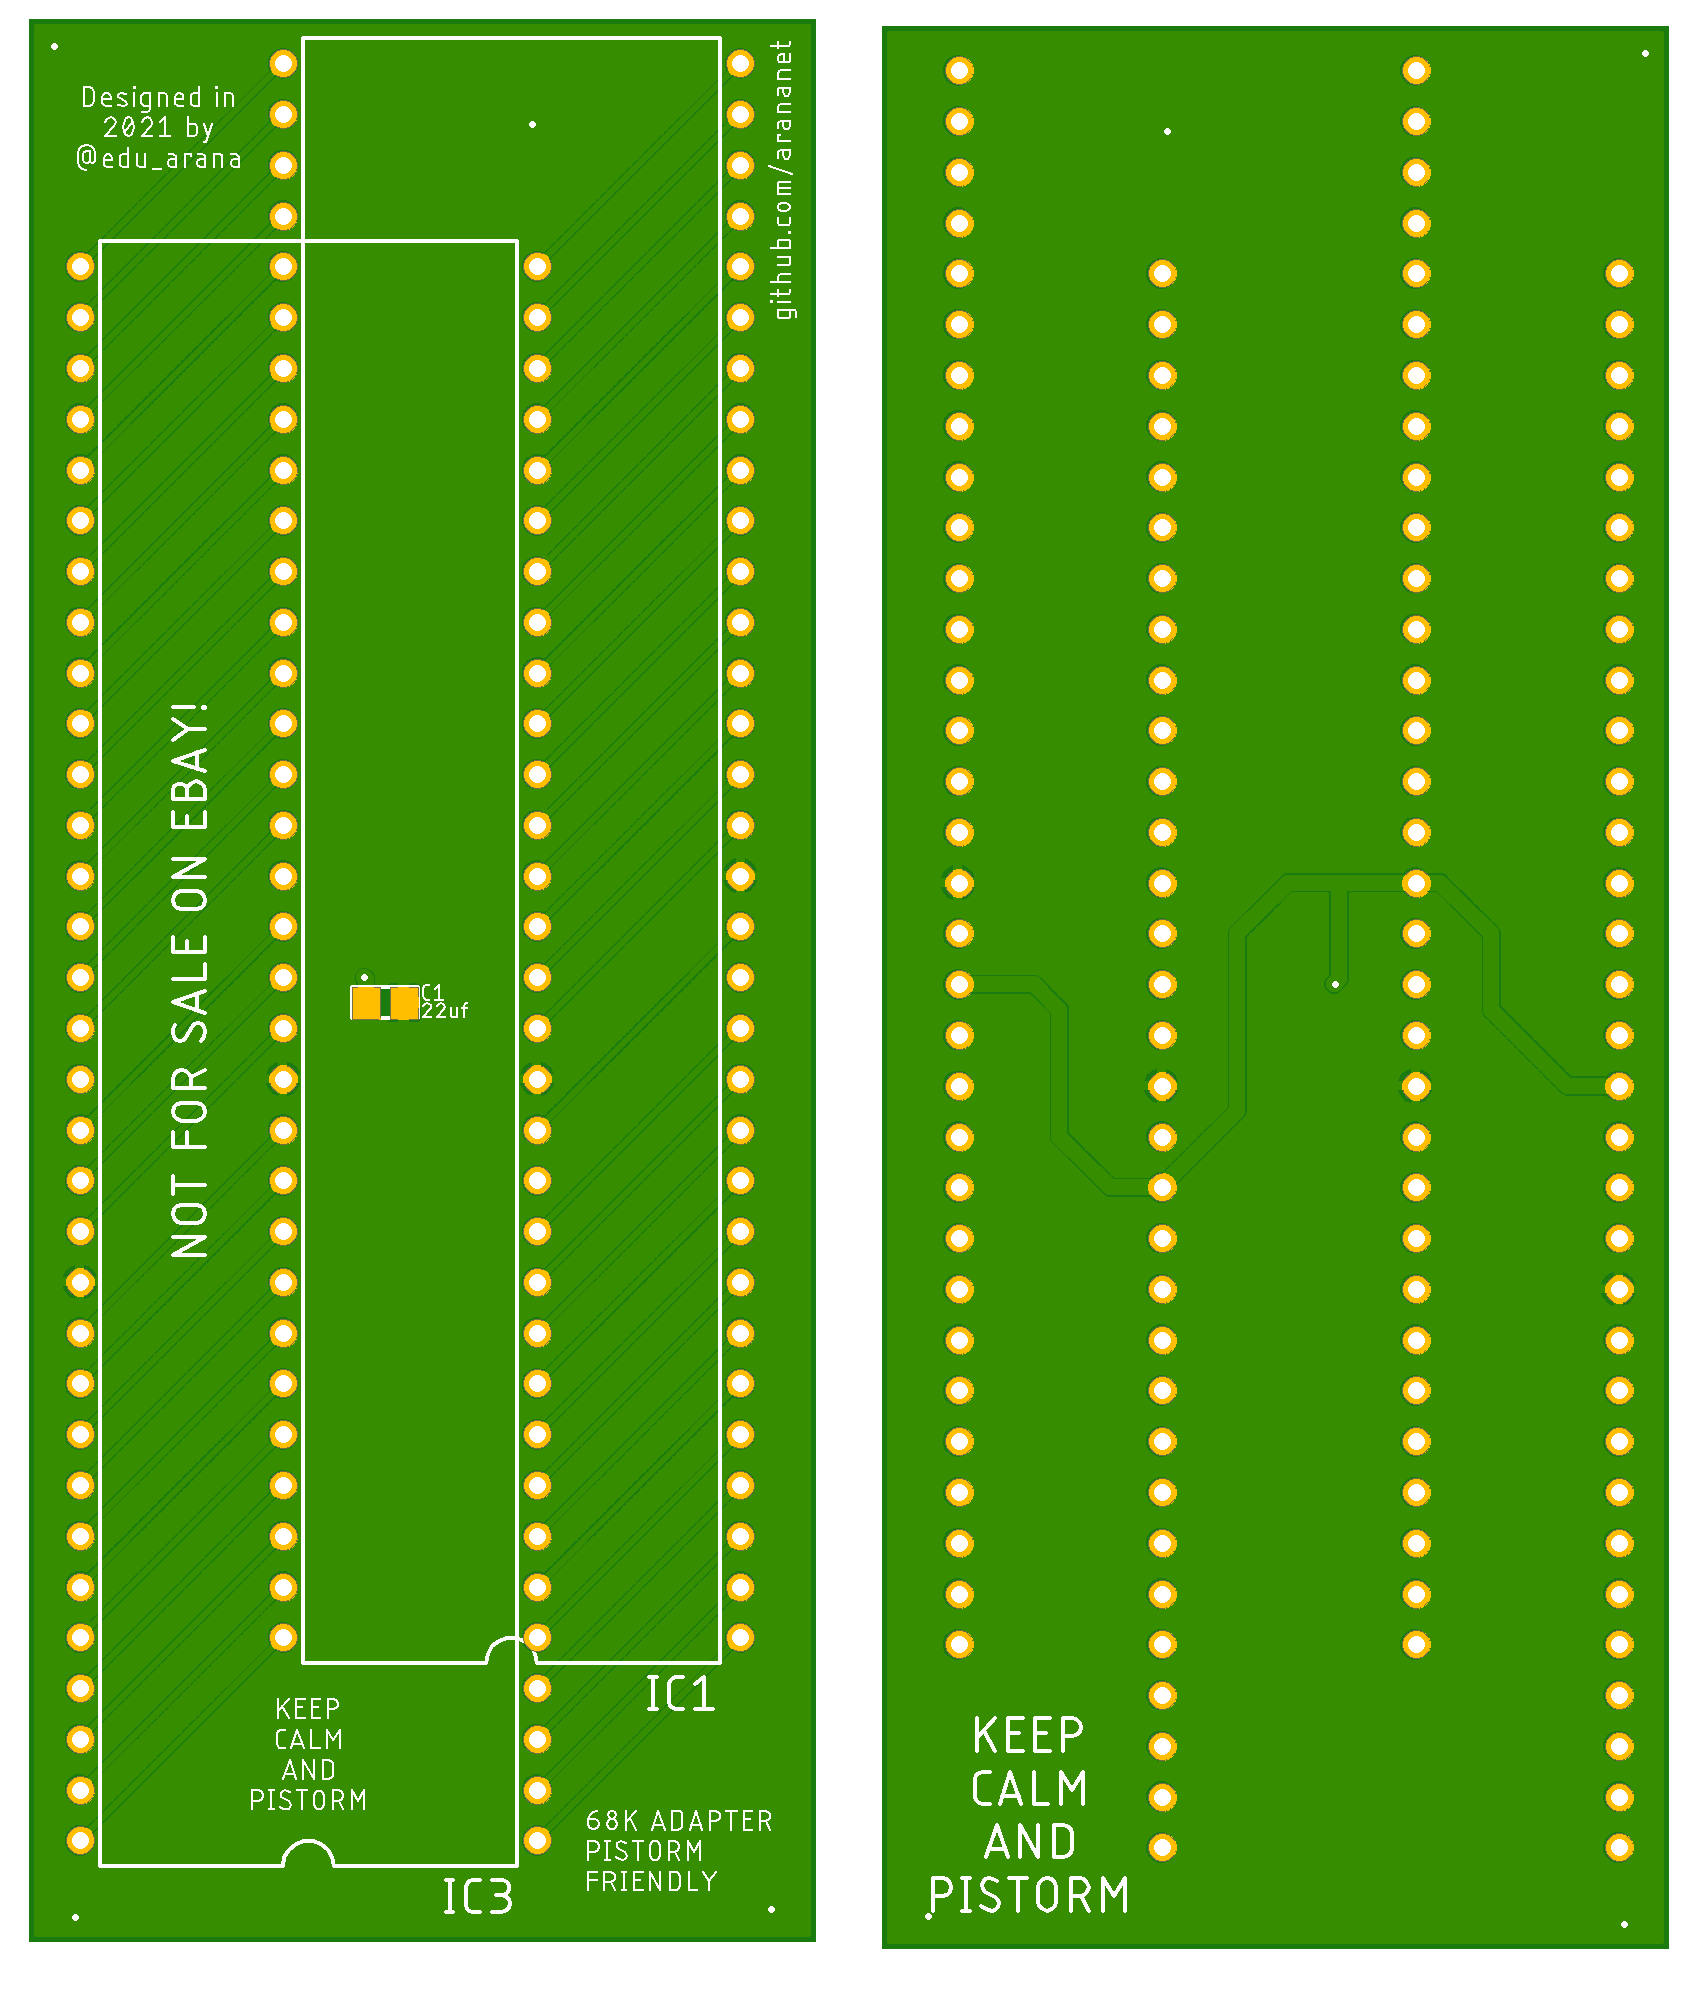 Designed in
2021 by
@edu_arana
github.com/arananet
NOT FOR SALE ON EBAY!
C1
22uf
IC1
KEEP
CALM
AND
PISTORM
68K ADAPTER
PISTORM
FRIENDLY
IC3
KEEP
CALM
AND
PISTORM